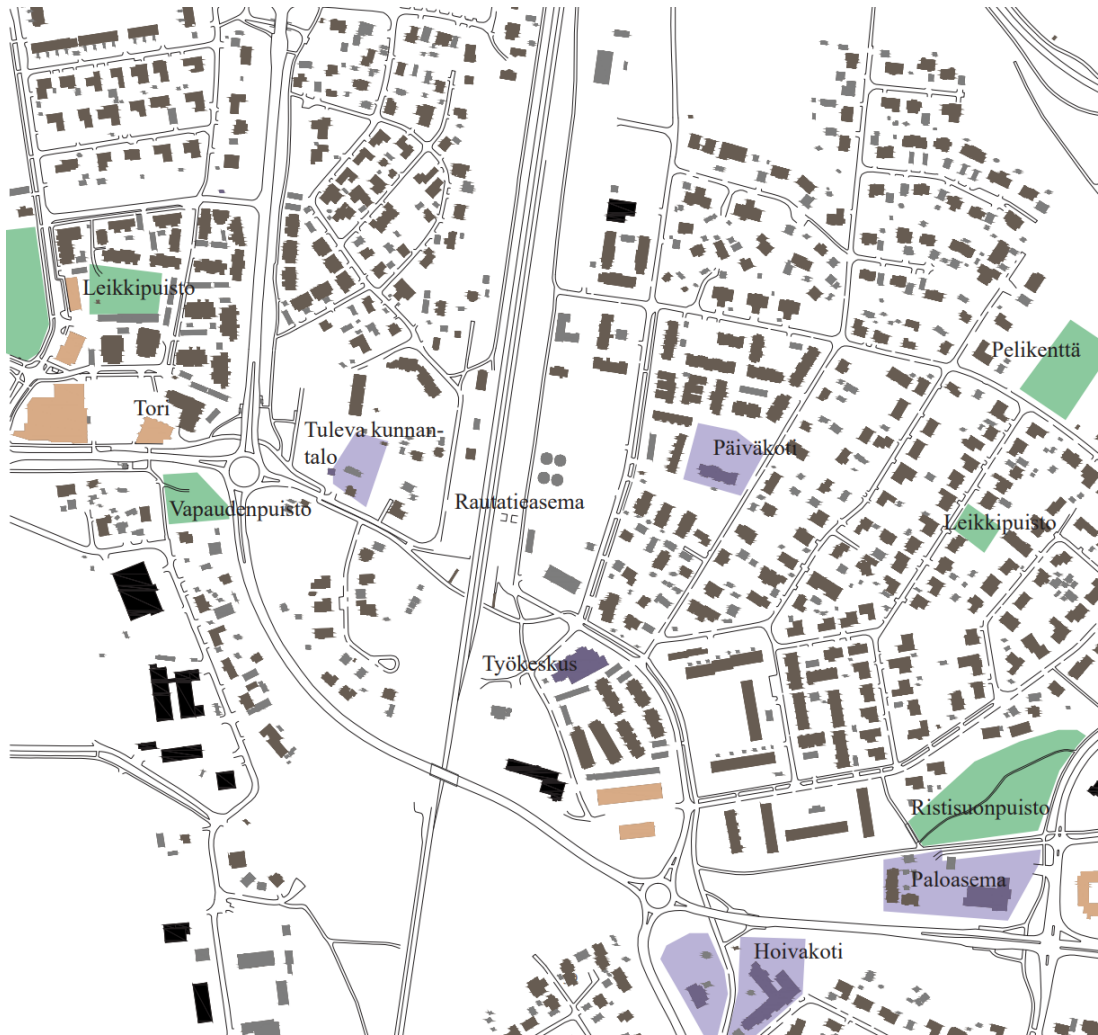 Leikkipuisto
Pelikenttä
Tori
Tuleva kunnan-
talo
Päiväkoti
Rautatieasema
Vapaudenpuisto
Leikkipuisto
Työkeskus
Ristisuonpuisto
Paloasema
Hoivakoti